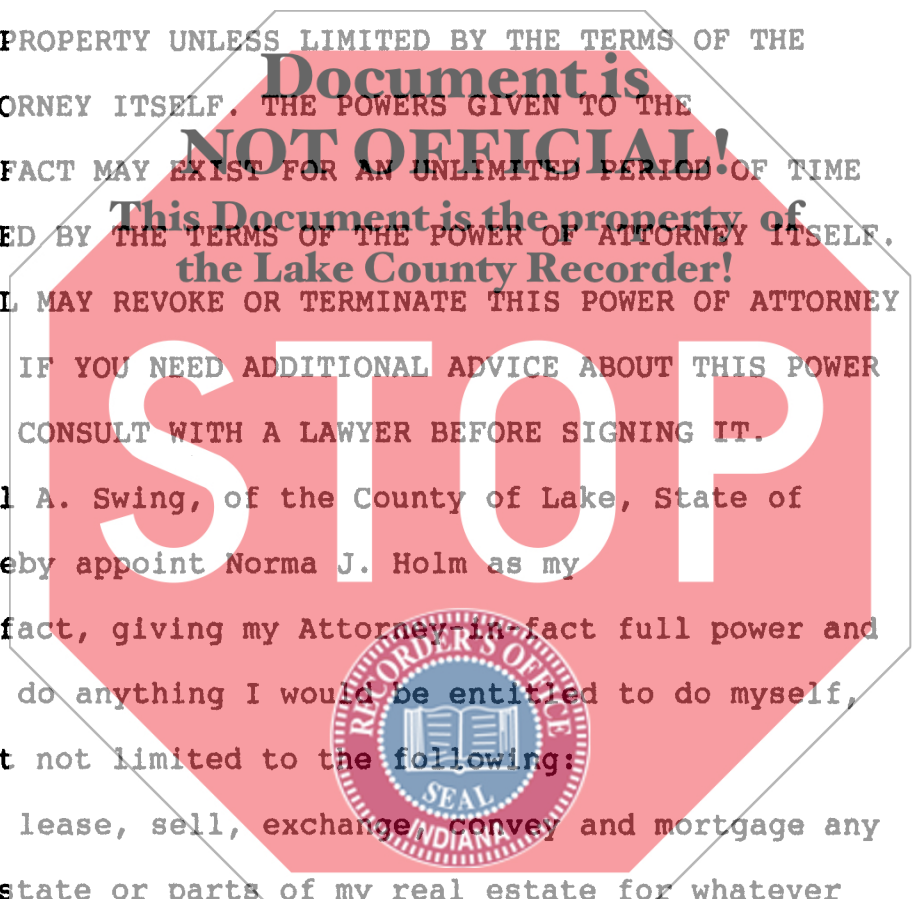 PROPERTY UNLESS LIMITED BY THE TERMS OF THE
Document is
ORNEY ITSELF. THE POWERS GIVEN TO THE
NOT OFFICIAL!
FACT MAY EXIST FOR AN UNLIMITED PERIOD OF TIME
This Document is the property of
ED BY THE TERMS OF THE POWER OF ATTORNEY ITSELF.
the Lake County Recorder!
L MAY REVOKE OR TERMINATE THIS POWER OF ATTORNEY
IF YOU NEED ADDITIONAL ADVICE ABOUT THIS POWER
STOP
CONSULT WITH A LAWYER BEFORE SIGNING IT.
l A. Swing, of the County of Lake, State of
eby appoint Norma J. Holm as my
fact, giving my Attorney-in-fact full power and
do anything I would be entitled to do myself,
t not limited to the following:
lease, sell, exchange, convey and mortgage any
state or parts of my real estate for whatever
RECORDER'S OFFICE
SEAL
INDIANA